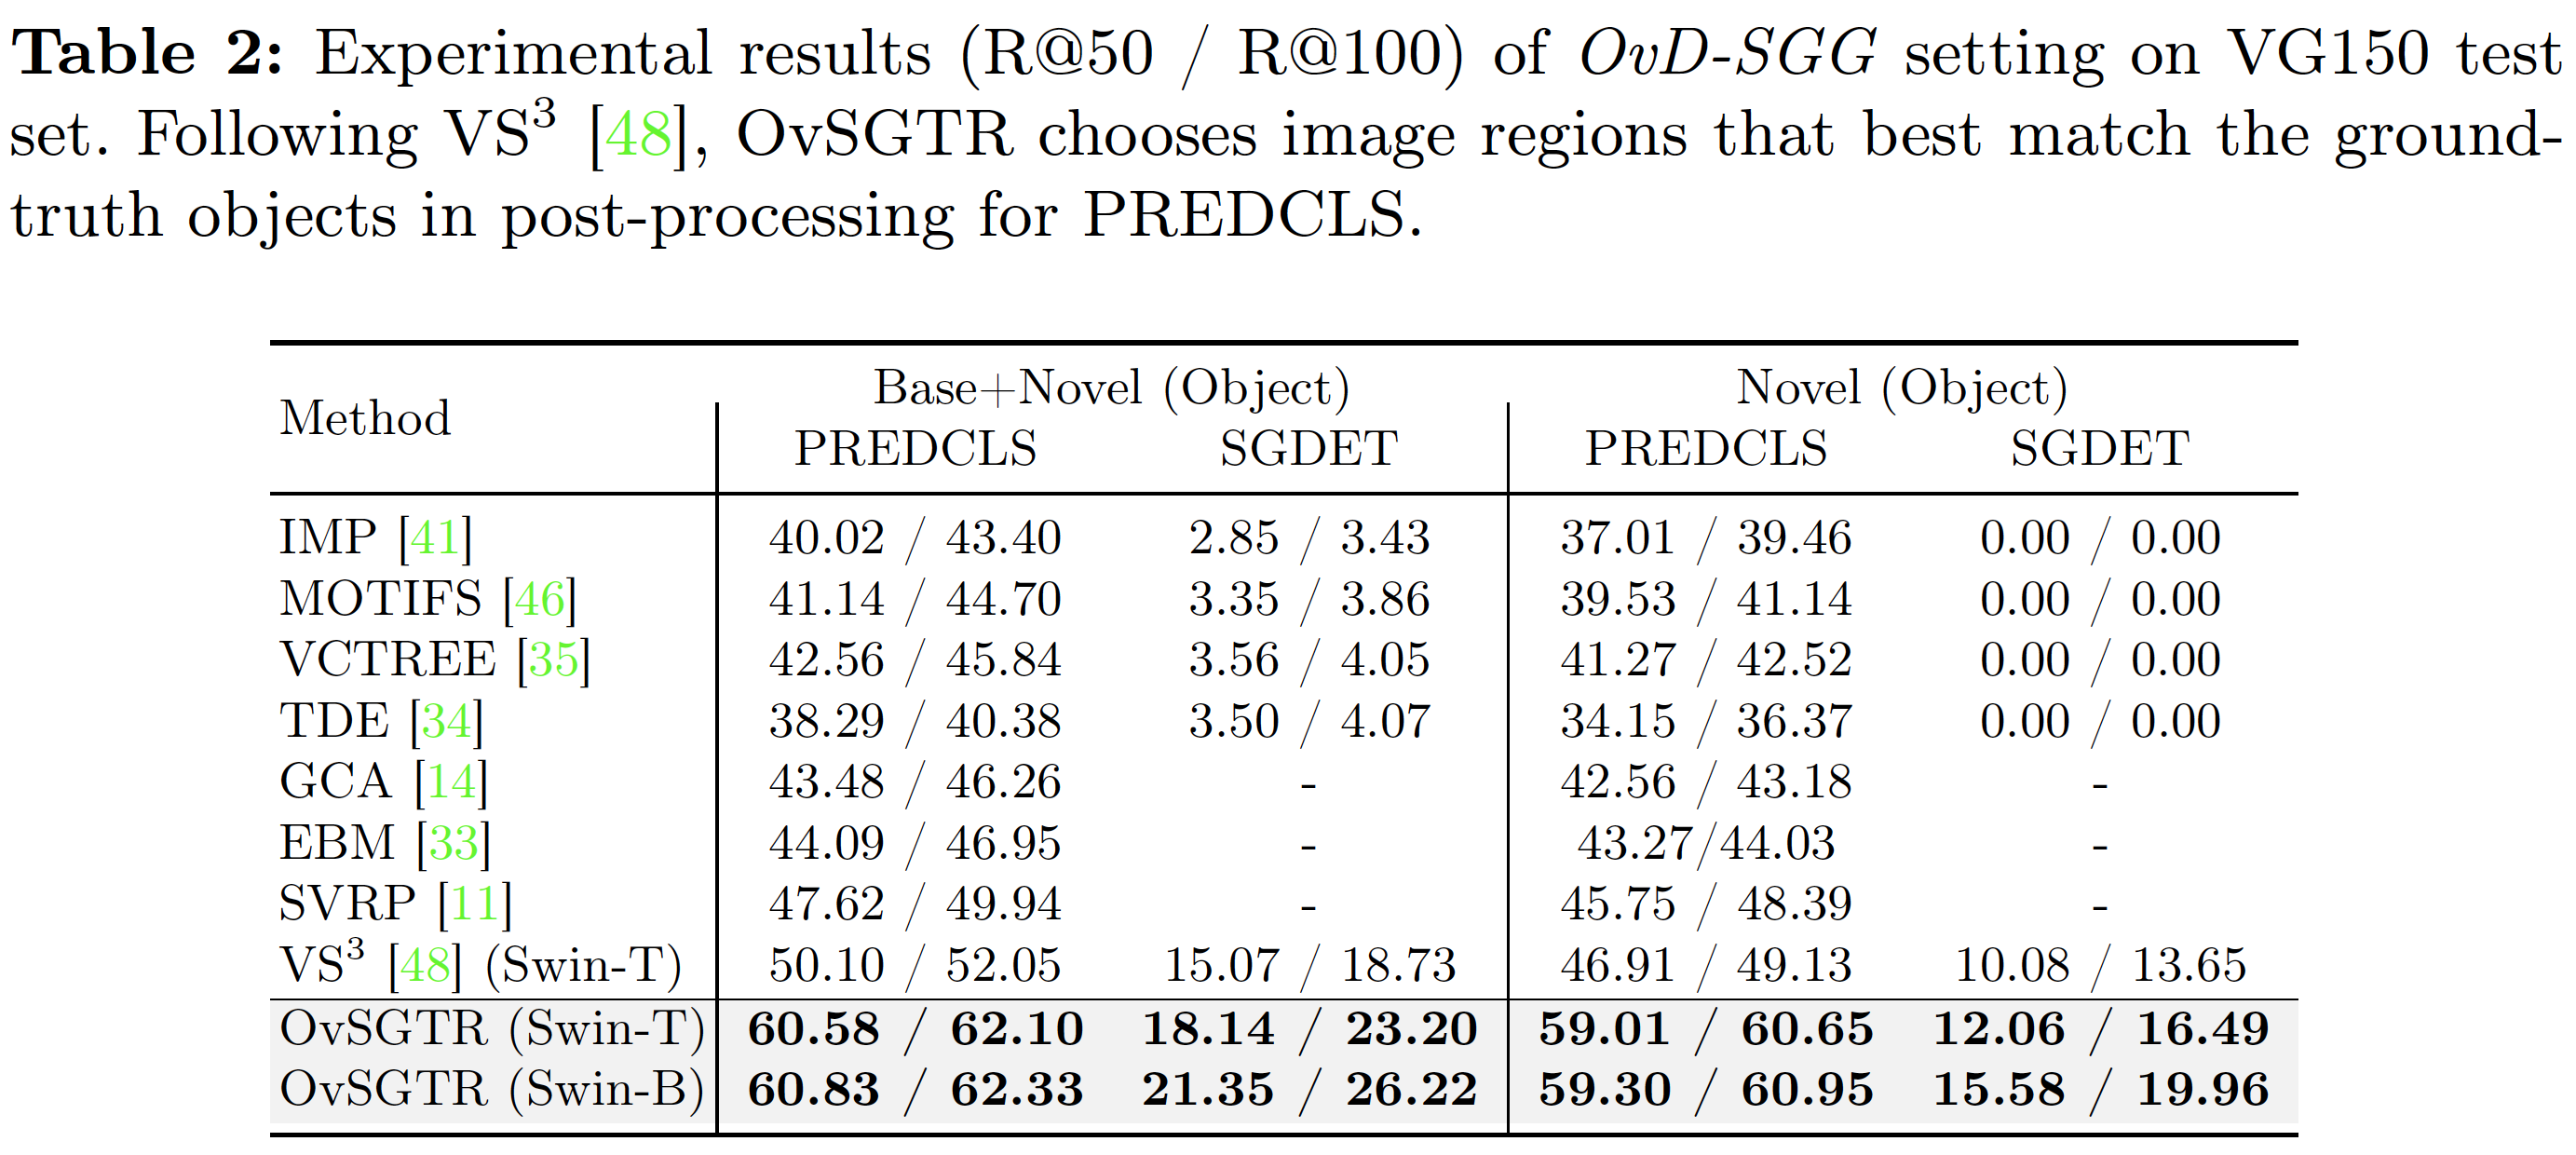 Table 2: Experimental results (R@50 / R@100) of OvD-SGG setting on VG150 test
set. Following VS³ [48], OvSGTR chooses image regions that best match the ground-
truth objects in post-processing for PREDCLS.
Method Base+Novel (Object) Novel (Object)
PREDCLS SGDET PREDCLS SGDET
IMP [41] 40.02 / 43.40 2.85 / 3.43 37.01 / 39.46 0.00 / 0.00
MOTIFS [46] 41.14 / 44.70 3.35 / 3.86 39.53 / 41.14 0.00 / 0.00
VCTREE [35] 42.56 / 45.84 3.56 / 4.05 41.27 / 42.52 0.00 / 0.00
TDE [34] 38.29 / 40.38 3.50 / 4.07 34.15 / 36.37 0.00 / 0.00
GCA [14] 43.48 / 46.26 - 42.56 / 43.18 -
EBM [33] 44.09 / 46.95 - 43.27/44.03 -
SVRP [11] 47.62 / 49.94 - 45.75 / 48.39 -
VS³ [48] (Swin-T) 50.10 / 52.05 15.07 / 18.73 46.91 / 49.13 10.08 / 13.65
OvSGTR (Swin-T) 60.58 / 62.10 18.14 / 23.20 59.01 / 60.65 12.06 / 16.49
OvSGTR (Swin-B) 60.83 / 62.33 21.35 / 26.22 59.30 / 60.95 15.58 / 19.96